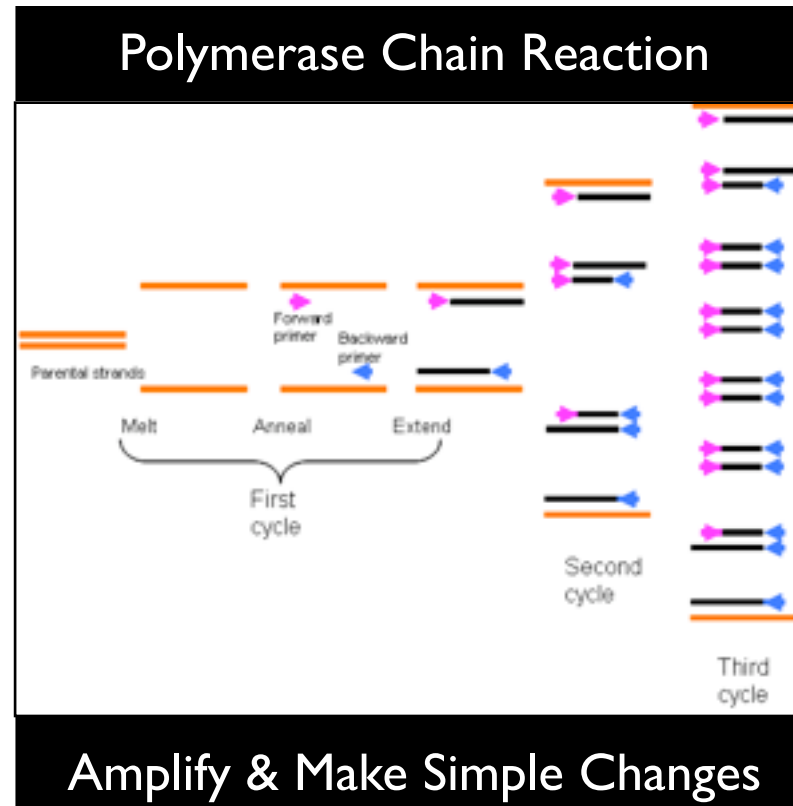 Polymerase Chain Reaction
Forward
primer
Backward
primer
Parental strands
Melt
Anneal
Extend
First
cycle
Second
cycle
Third
cycle
Amplify & Make Simple Changes